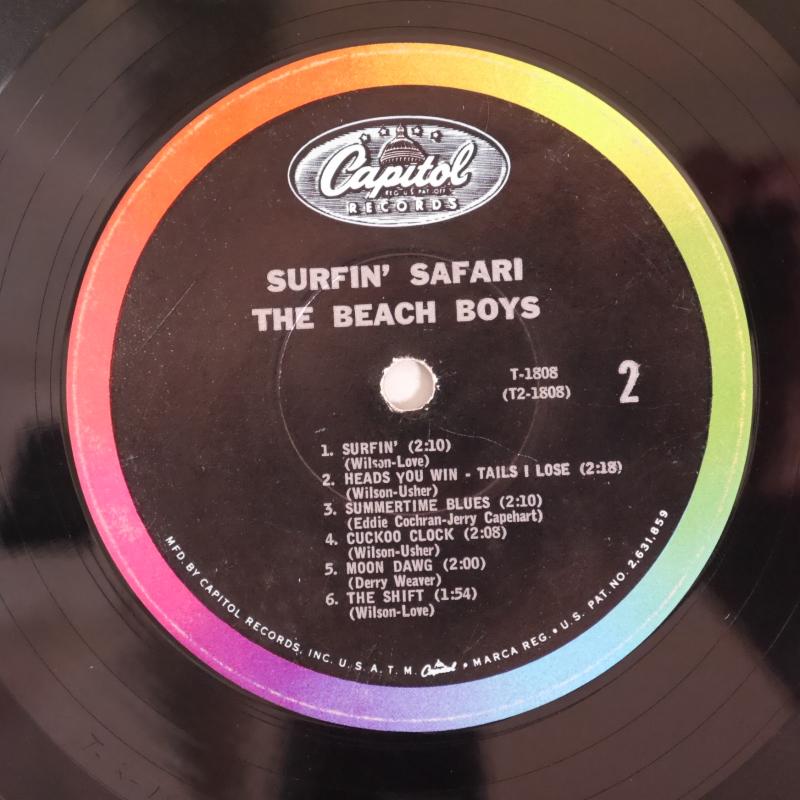 Capitol
REG. U.S. PAT. OFF.
RECORDS
SURFIN' SAFARI
THE BEACH BOYS
T-1808
(T2-1808)
2
1. SURFIN' (2:10)
(Wilson-Love)
2. HEADS YOU WIN - TAILS I LOSE (2:18)
(Wilson-Usher)
3. SUMMERTIME BLUES (2:10)
(Eddie Cochran-Jerry Capehart)
4. CUCKOO CLOCK (2:08)
(Wilson-Usher)
5. MOON DAWG (2:00)
(Derry Weaver)
6. THE SHIFT (1:54)
(Wilson-Love)
MFD BY CAPITOL RECORDS, INC. U.S.A. T.M. Capitol • MARCA REG. • U.S. PAT. NO. 2,631,859